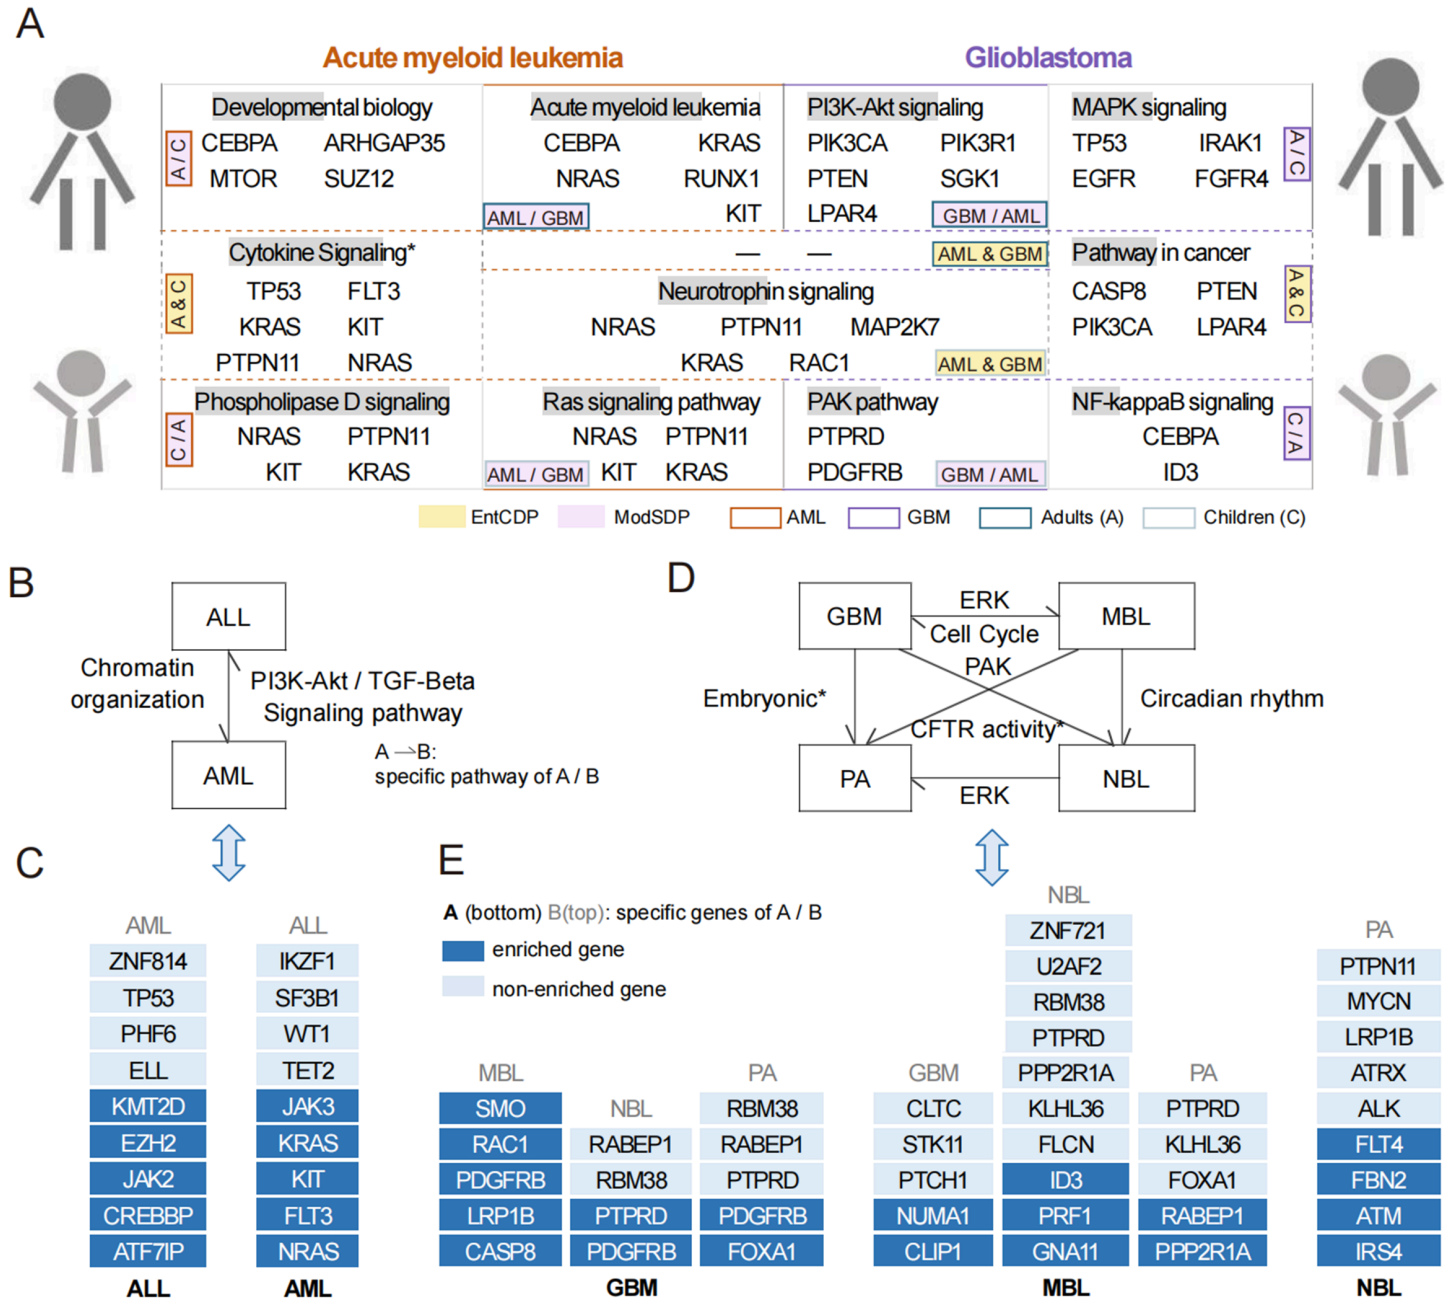 A
Acute myeloid leukemia
Glioblastoma
Developmental biology
CEBPA ARHGAP35
MTOR SUZ12
A / C
Acute myeloid leukemia
CEBPA KRAS
NRAS RUNX1
AML / GBM KIT
PI3K-Akt signaling
PIK3CA PIK3R1
PTEN SGK1
LPAR4 GBM / AML
MAPK signaling
TP53 IRAK1
EGFR FGFR4
A / C
Cytokine Signaling*
TP53 FLT3
KRAS KIT
PTPN11 NRAS
A & C
— — AML & GBM
Neurotrophin signaling
NRAS PTPN11 MAP2K7
KRAS RAC1 AML & GBM
Pathway in cancer
CASP8 PTEN
PIK3CA LPAR4
A & C
Phospholipase D signaling
NRAS PTPN11
KIT KRAS
C / A
Ras signaling pathway
NRAS PTPN11
AML / GBM KIT KRAS
PAK pathway
PTPRD
PDGFRB GBM / AML
NF-kappaB signaling
CEBPA
ID3
C / A
EntCDP ModSDP AML GBM Adults (A) Children (C)
B
ALL
Chromatin
organization
PI3K-Akt / TGF-Beta
Signaling pathway
AML
A ⇀B:
specific pathway of A / B
D
GBM ERK MBL
Cell Cycle
PAK
Embryonic*
Circadian rhythm
CFTR activity*
PA NBL
ERK
C
AML
ZNF814
TP53
PHF6
ELL
KMT2D
EZH2
JAK2
CREBBP
ATF7IP
ALL
ALL
IKZF1
SF3B1
WT1
TET2
JAK3
KRAS
KIT
FLT3
NRAS
AML
E
A (bottom) B(top): specific genes of A / B
enriched gene
non-enriched gene
MBL
SMO
RAC1
PDGFRB
LRP1B
CASP8
NBL
RABEP1
RBM38
PTPRD
PDGFRB
PA
RBM38
RABEP1
PTPRD
PDGFRB
FOXA1
GBM
GBM
CLTC
STK11
PTCH1
NUMA1
CLIP1
NBL
ZNF721
U2AF2
RBM38
PTPRD
PPP2R1A
KLHL36
FLCN
ID3
PRF1
GNA11
PA
PTPRD
KLHL36
FOXA1
RABEP1
PPP2R1A
MBL
PA
PTPN11
MYCN
LRP1B
ATRX
ALK
FLT4
FBN2
ATM
IRS4
NBL